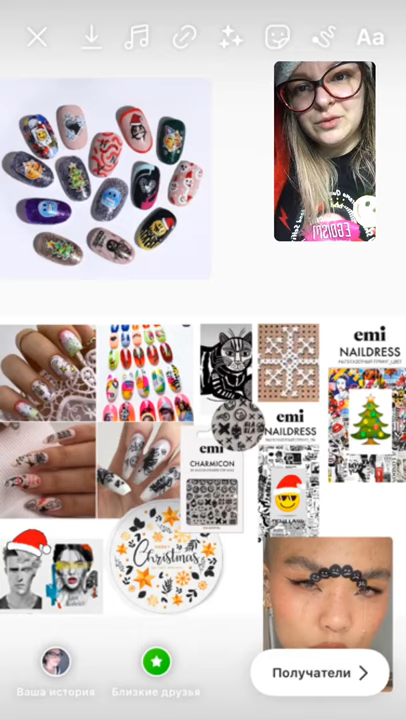 Aa
emi
NAILDRESS
emi
NAILDRESS
emi
CHARMICON
Christmas
Получатели
Ваша история
Близкие друзья